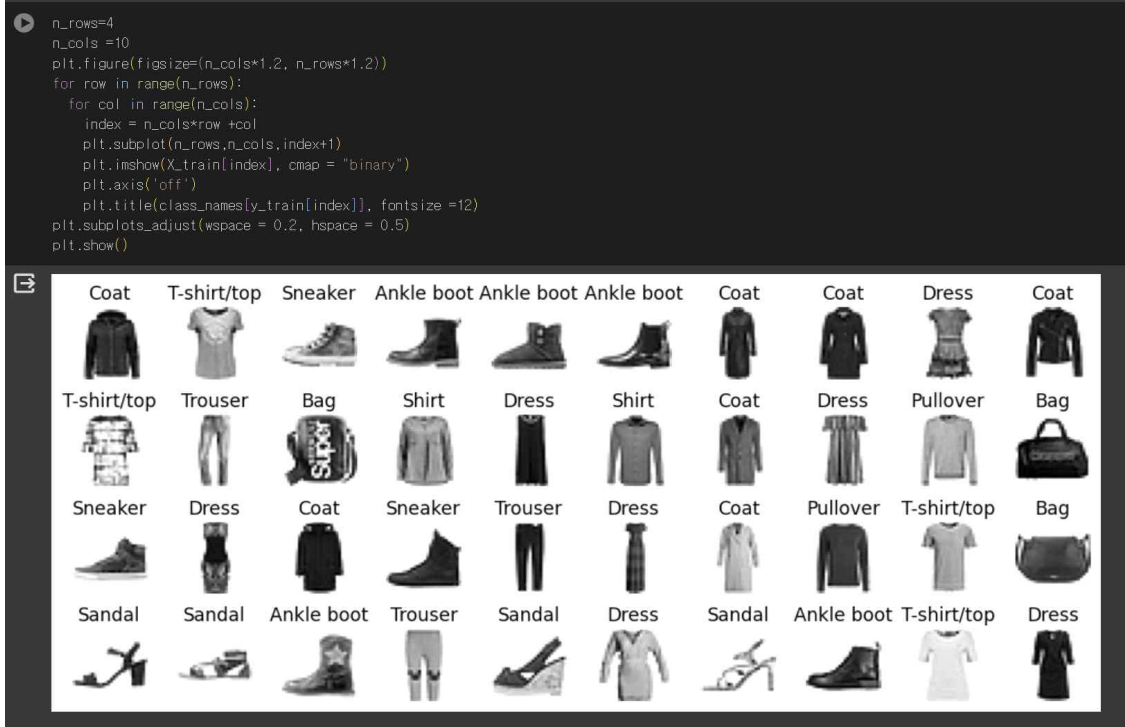 n_rows=4
n_cols =10
plt.figure(figsize=(n_cols*1.2, n_rows*1.2))
for row in range(n_rows):
  for col in range(n_cols):
    index = n_cols*row +col
    plt.subplot(n_rows,n_cols,index+1)
    plt.imshow(X_train[index], cmap = "binary")
    plt.axis('off')
    plt.title(class_names[y_train[index]], fontsize =12)
plt.subplots_adjust(wspace = 0.2, hspace = 0.5)
plt.show()
Coat T-shirt/top Sneaker Ankle boot Ankle boot Ankle boot Coat Coat Dress Coat
T-shirt/top Trouser Bag Shirt Dress Shirt Coat Dress Pullover Bag
Super
Sneaker Dress Coat Sneaker Trouser Dress Coat Pullover T-shirt/top Bag
Sandal Sandal Ankle boot Trouser Sandal Dress Sandal Ankle boot T-shirt/top Dress